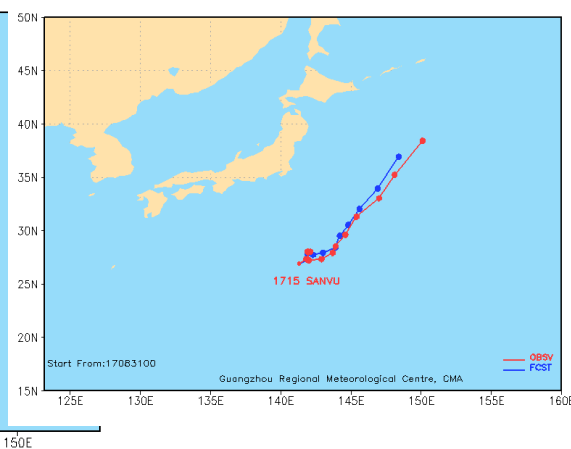 50N
45N
40N
35N
30N
25N
20N
15N
1715 SANVU
Start From:17083100
Guangzhou Regional Meteorological Centre, CMA
OBSV
FCST
125E 130E 135E 140E 145E 150E 155E 160E
150E